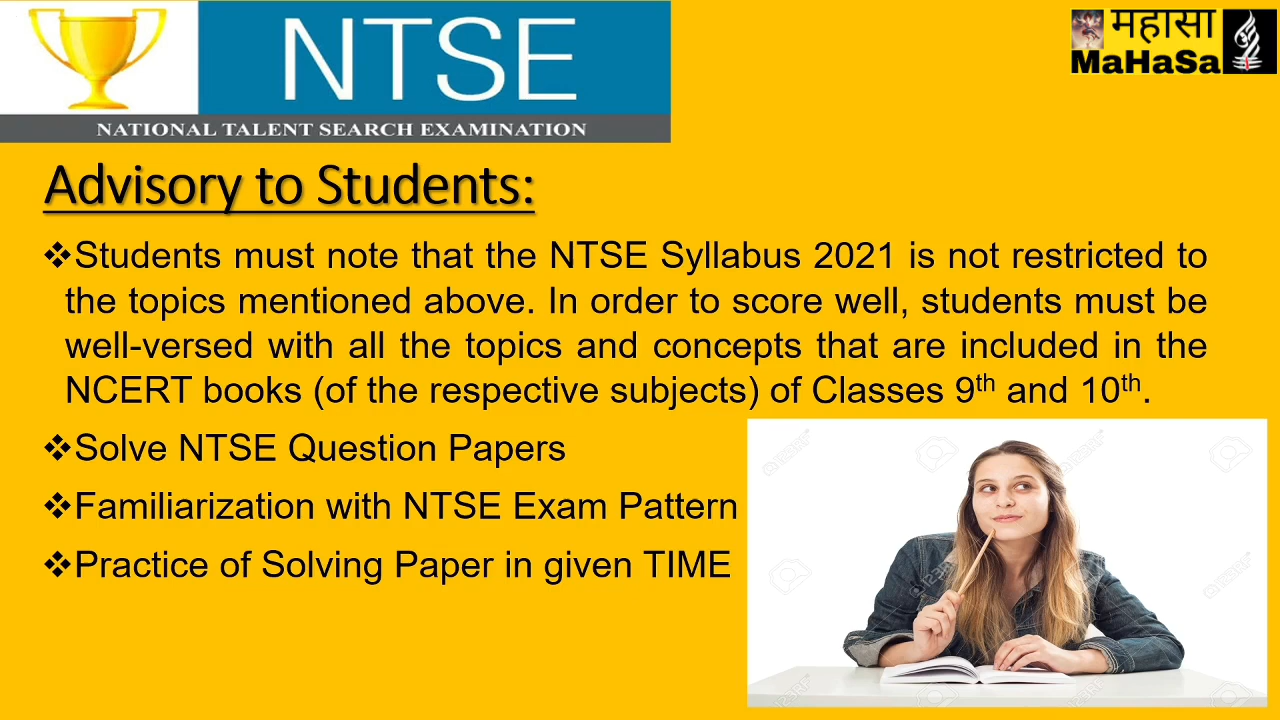 NTSE
NATIONAL TALENT SEARCH EXAMINATION
महासा
MaHaSa
Advisory to Students:
❖Students must note that the NTSE Syllabus 2021 is not restricted to
the topics mentioned above. In order to score well, students must be
well-versed with all the topics and concepts that are included in the
NCERT books (of the respective subjects) of Classes 9th and 10th.
❖Solve NTSE Question Papers
❖Familiarization with NTSE Exam Pattern
❖Practice of Solving Paper in given TIME